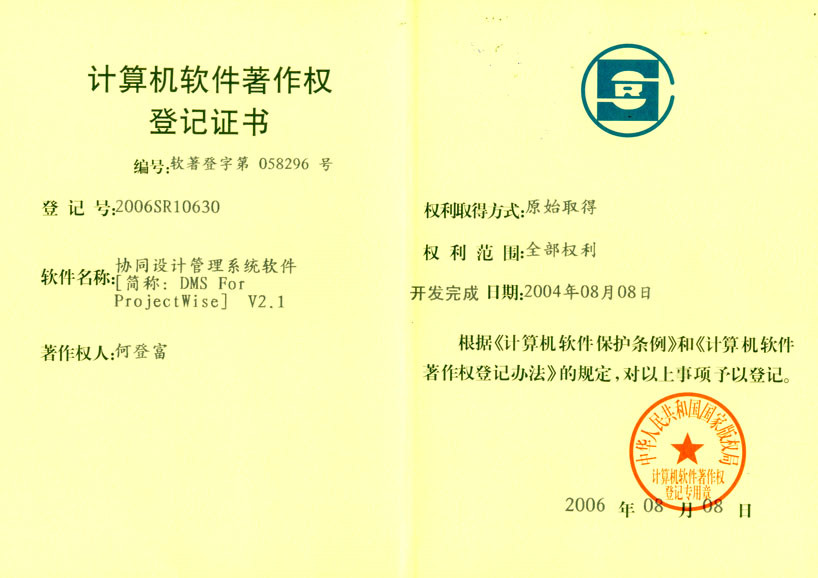 计算机软件著作权
登记证书
编号:软著登字第 058296 号
登 记 号:2006SR10630
软件名称:协同设计管理系统软件
[简称: DMS For
ProjectWise] V2.1
著作权人:何登富
SR
权利取得方式:原始取得
权 利 范 围:全部权利
开发完成 日期:2004年08月08日
根据《计算机软件保护条例》和《计算机软件
著作权登记办法》的规定,对以上事项予以登记。
中华人民共和国国家版权局
计算机软件著作权
登记专用章
2006 年 08 月 08 日